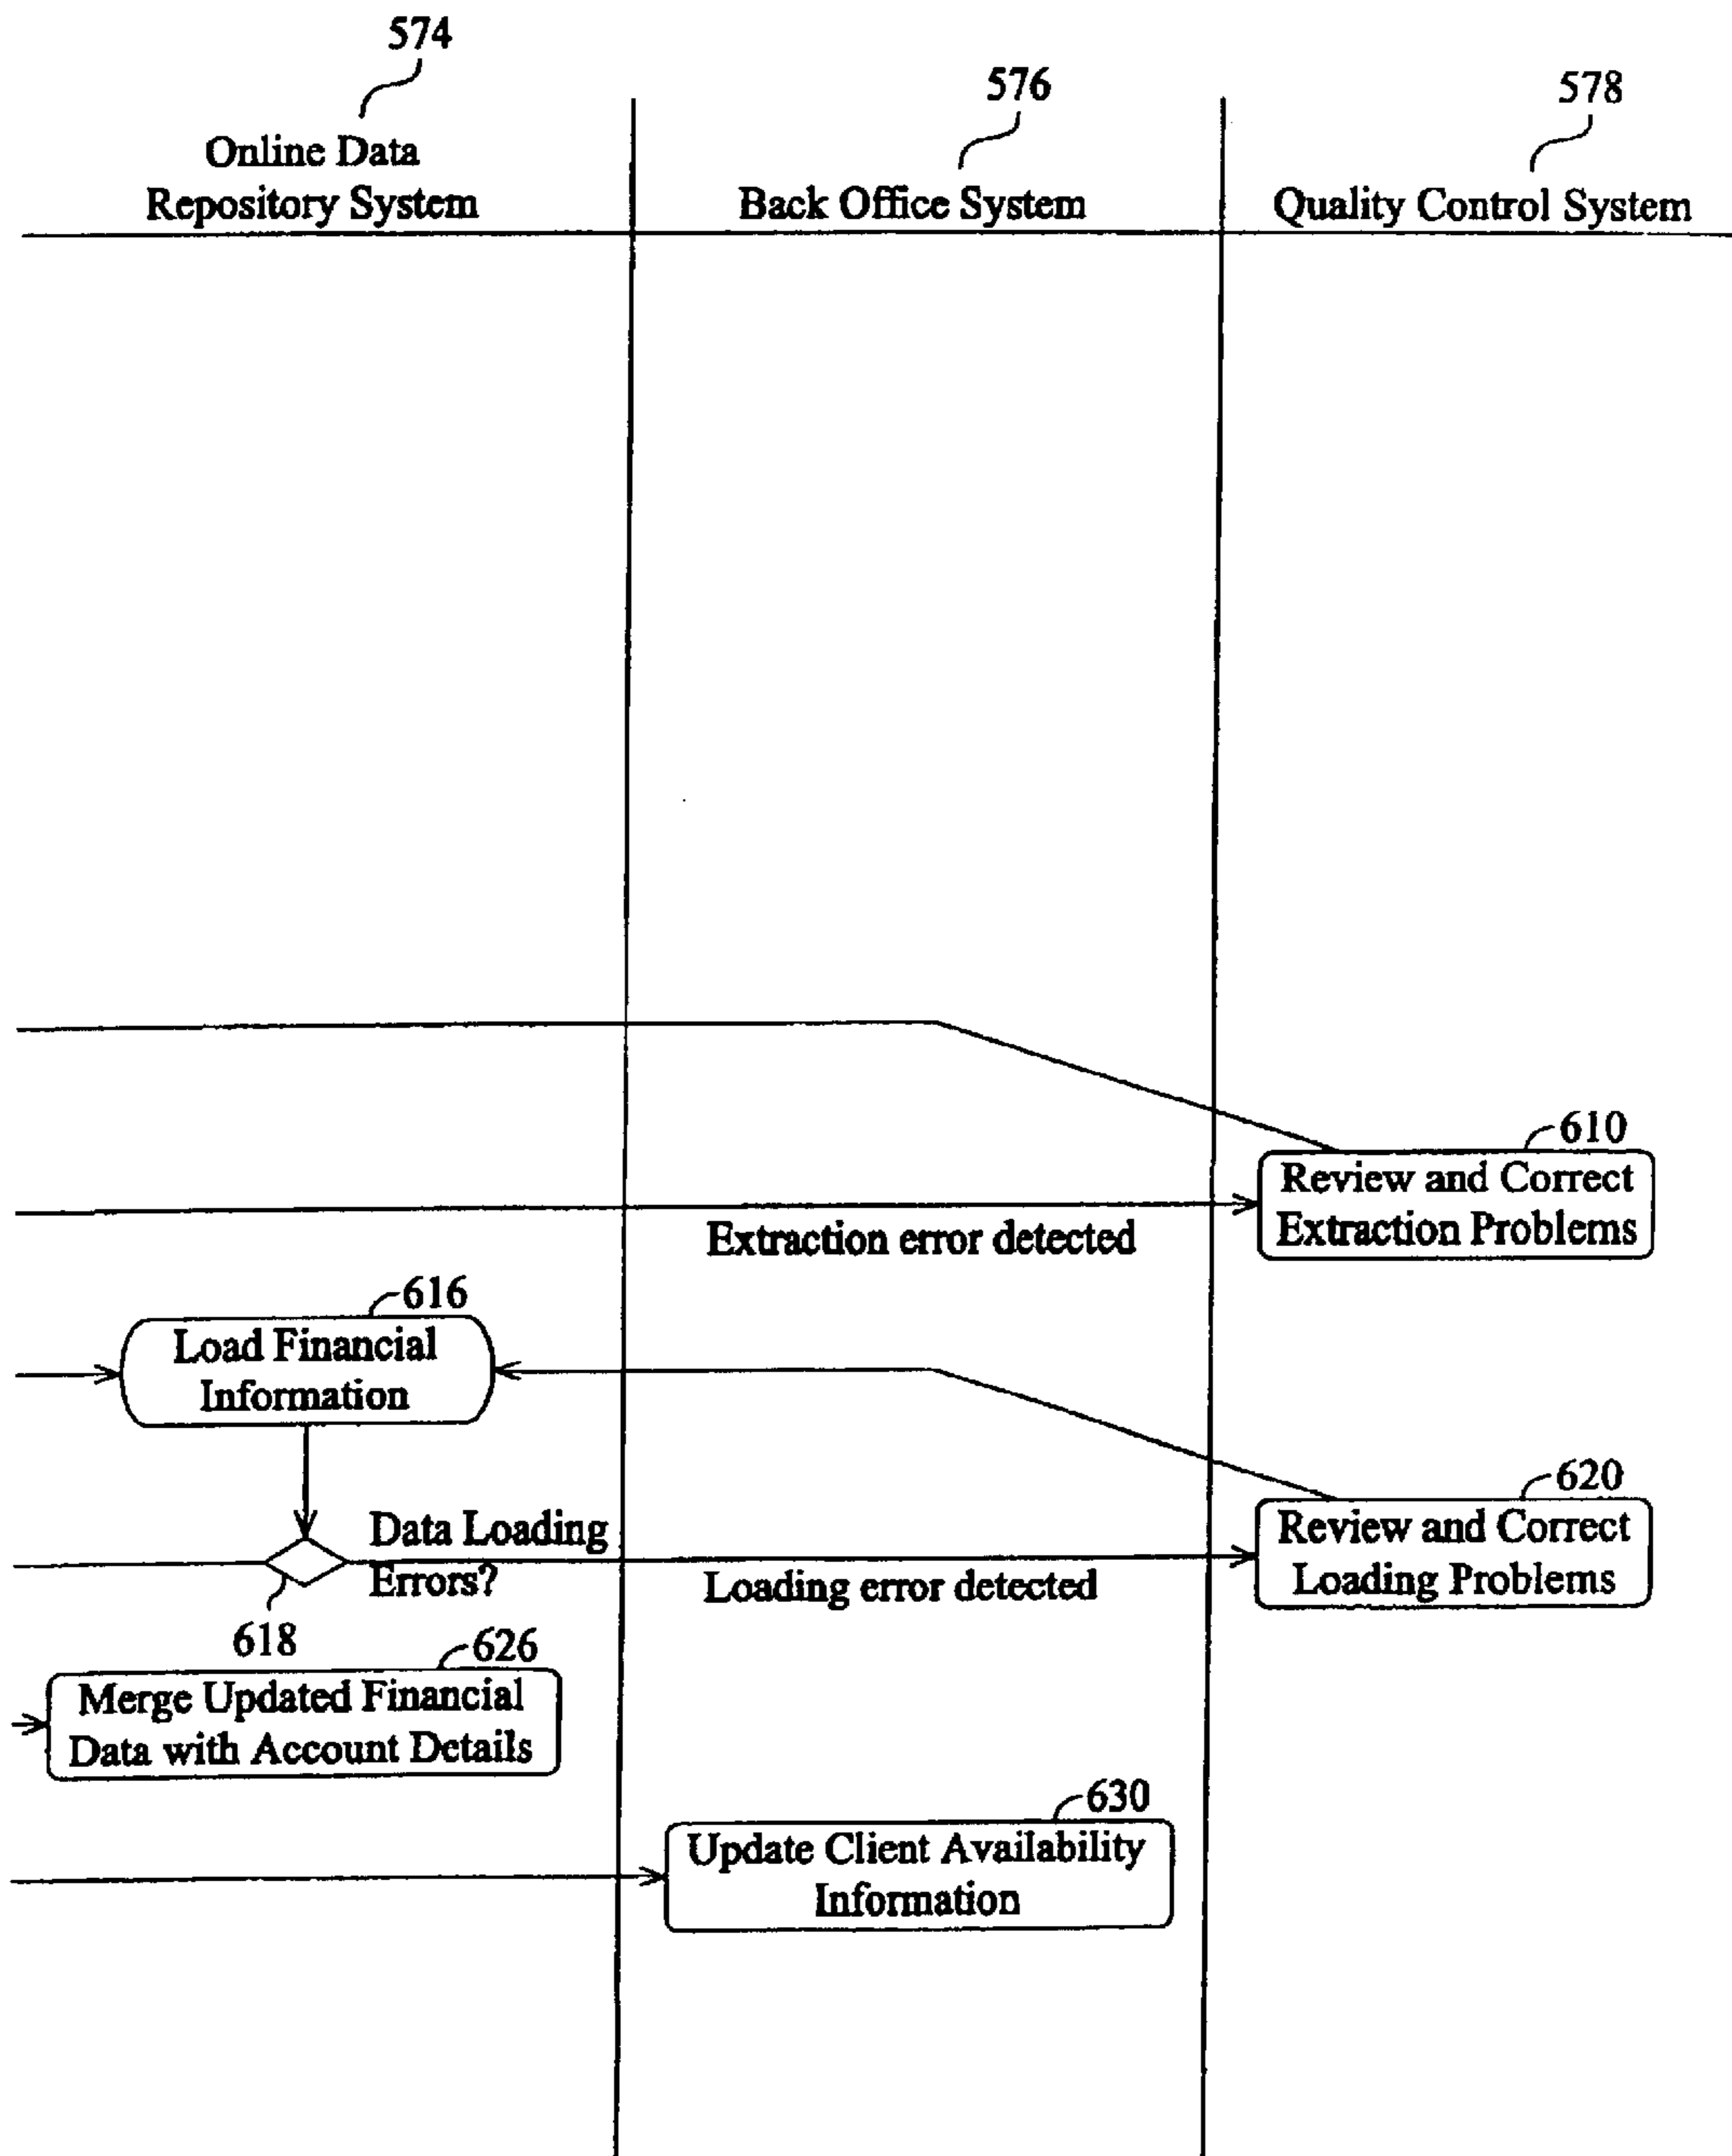 574
576
578
Online Data
Repository System
Back Office System
Quality Control System
610
Review and Correct
Extraction Problems
Extraction error detected
616
Load Financial
Information
620
Review and Correct
Loading Problems
Data Loading
Errors?
Loading error detected
618
626
Merge Updated Financial
Data with Account Details
630
Update Client Availability
Information